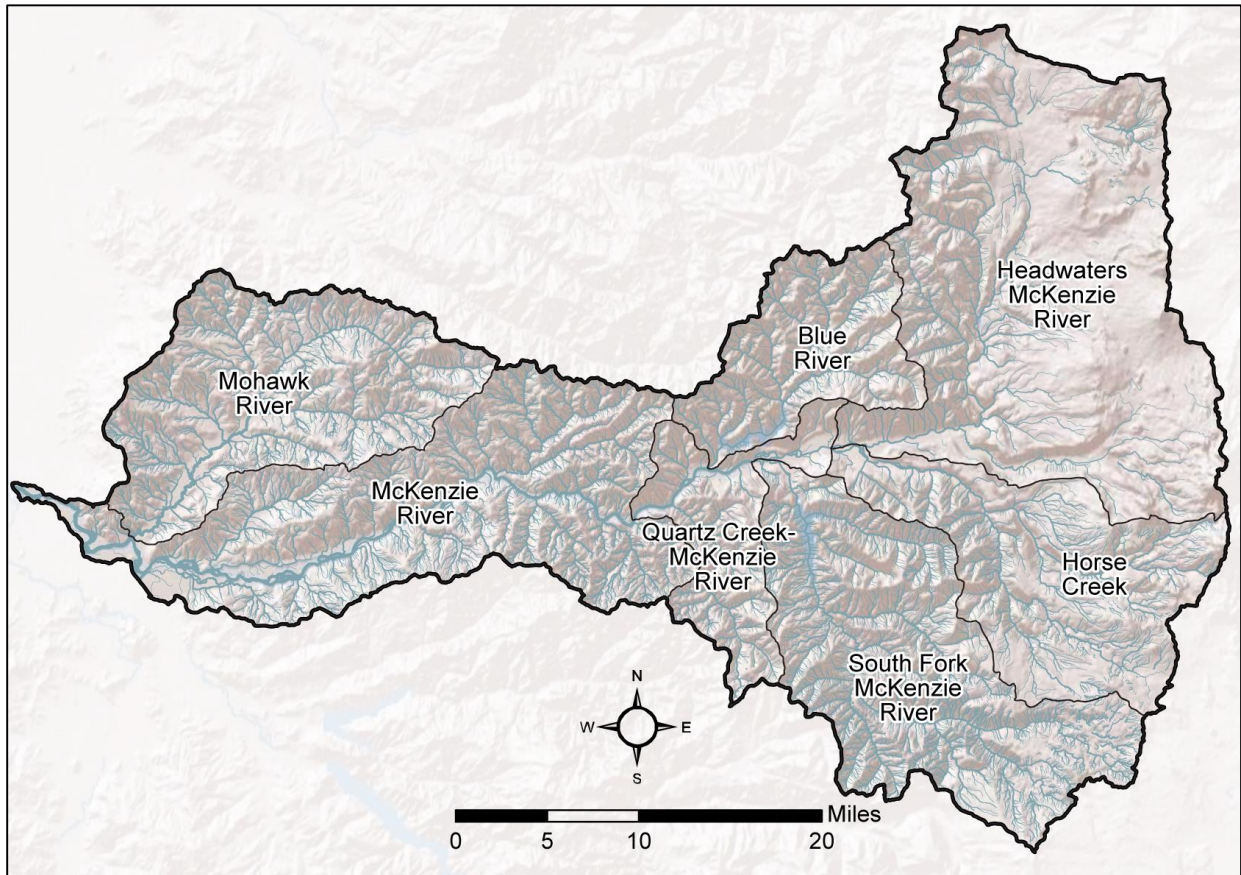 Headwaters
McKenzie
River
Blue
River
Mohawk
River
McKenzie
River
Quartz Creek-
McKenzie
River
Horse
Creek
South Fork
McKenzie
River
N
W
E
S
Miles
0
5
10
20